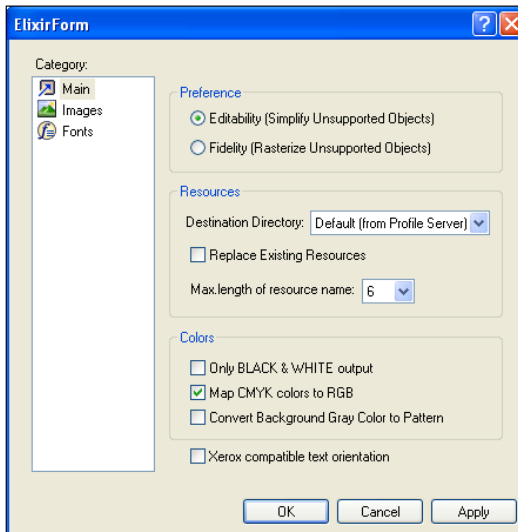 ElixirForm
Category:
Main
Images
Fonts
Preference
Editability (Simplify Unsupported Objects)
Fidelity (Rasterize Unsupported Objects)
Resources
Destination Directory: Default (from Profile Server)
Replace Existing Resources
Max.length of resource name: 6
Colors
Only BLACK & WHITE output
Map CMYK colors to RGB
Convert Background Gray Color to Pattern
Xerox compatible text orientation
OK Cancel Apply